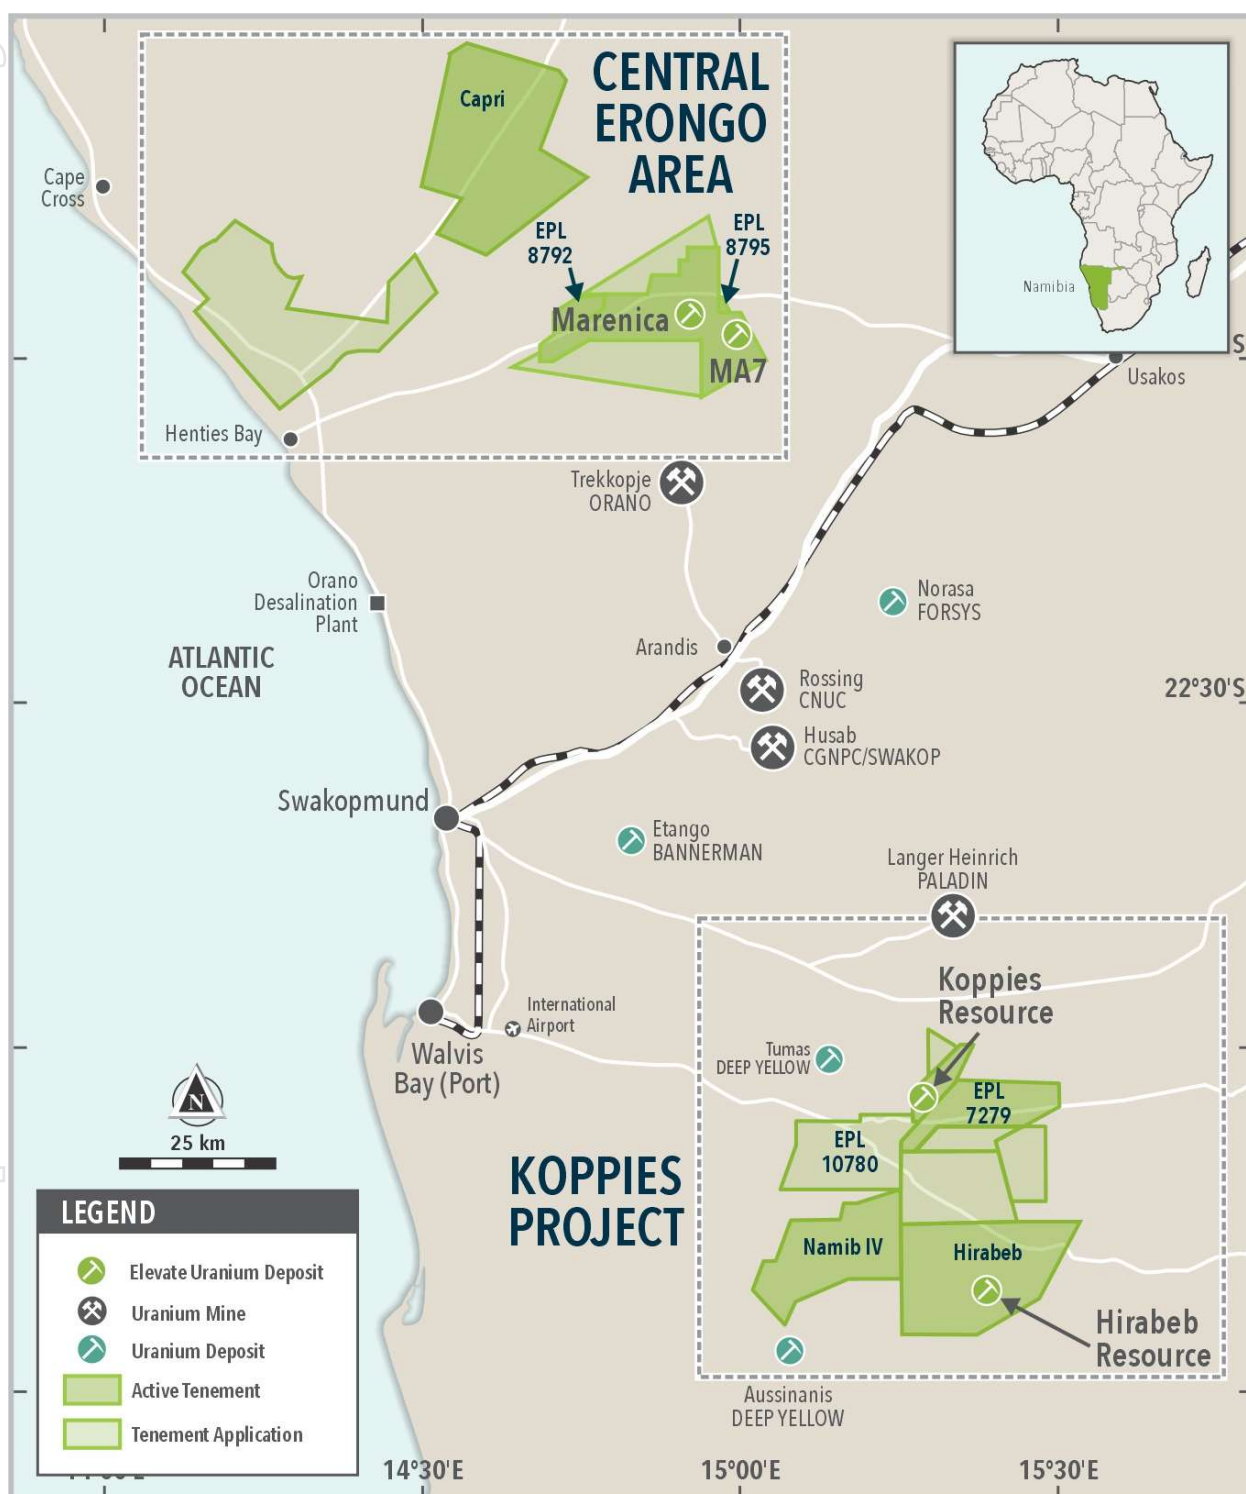 CENTRAL
ERONGO
AREA
Capri
Cape
Cross
EPL
8792
EPL
8795
Marenica
MA7
Namibia
S
Usakos
Henties Bay
Trekkopje
ORANO
Orano
Desalination
Plant
Norasa
FORSYS
Arandis
ATLANTIC
OCEAN
Rossing
CNUC
22°30'S
Husab
CGNPC/SWAKOP
Swakopmund
Etango
BANNERMAN
Langer Heinrich
PALADIN
Koppies
Resource
International
Airport
Walvis
Bay (Port)
Tumas
DEEP YELLOW
EPL
7279
N
25 km
EPL
10780
KOPPIES
PROJECT
Namib IV
Hirabeb
Hirabeb
Resource
Aussinanis
DEEP YELLOW
LEGEND
Elevate Uranium Deposit
Uranium Mine
Uranium Deposit
Active Tenement
Tenement Application
14°30'E
15°00'E
15°30'E